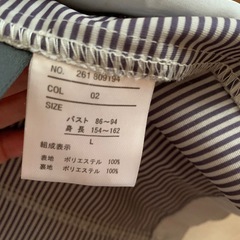 NO. 261 809194
COL 02
SIZE
バスト 86~94
身長 154~162
L
組成表示
表地 ポリエステル 100%
裏地 ポリエステル 100%